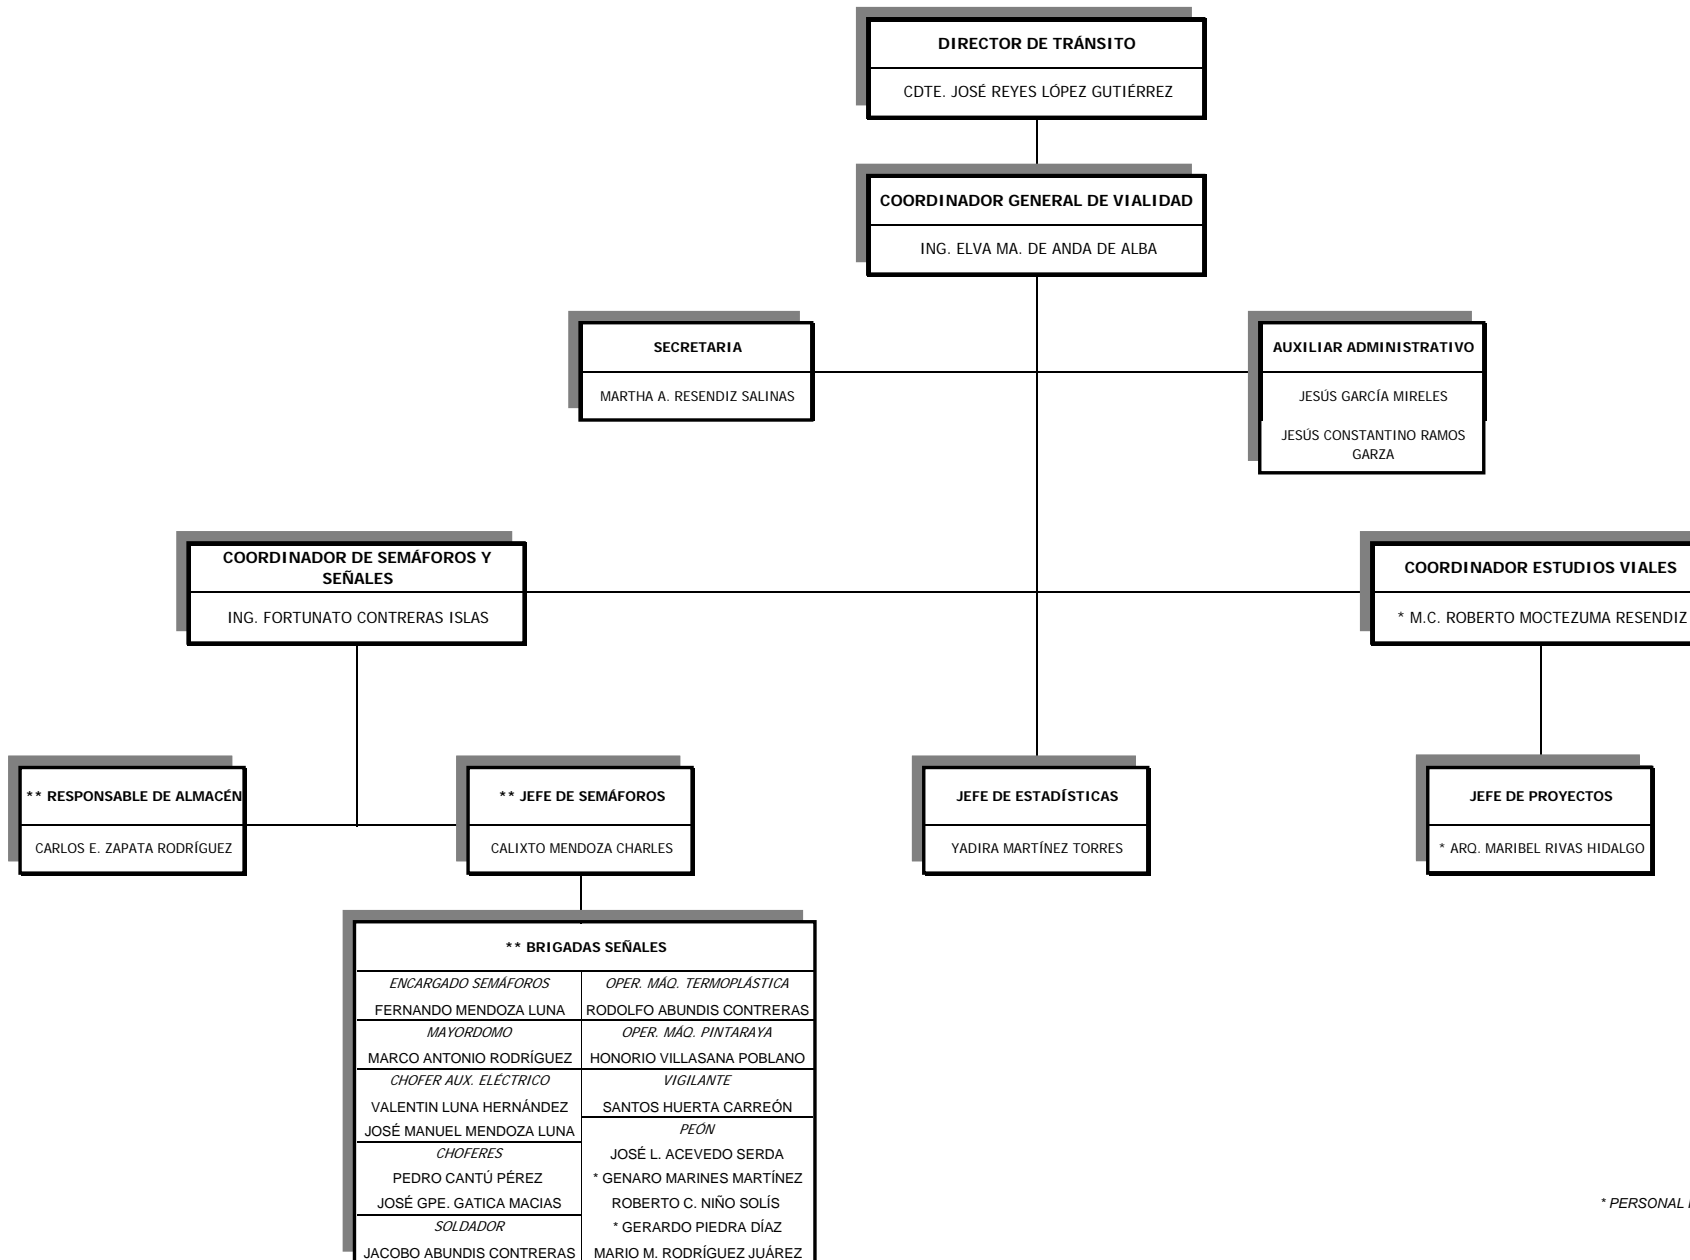 DIRECTOR DE TRÁNSITO
CDTE. JOSÉ REYES LÓPEZ GUTIÉRREZ
COORDINADOR GENERAL DE VIALIDAD
ING. ELVA MA. DE ANDA DE ALBA
SECRETARIA
MARTHA A. RESENDIZ SALINAS
AUXILIAR ADMINISTRATIVO
JESÚS GARCÍA MIRELES
JESÚS CONSTANTINO RAMOS
GARZA
COORDINADOR DE SEMÁFOROS Y
SEÑALES
ING. FORTUNATO CONTRERAS ISLAS
COORDINADOR ESTUDIOS VIALES
* M.C. ROBERTO MOCTEZUMA RESENDIZ
** RESPONSABLE DE ALMACÉN
CARLOS E. ZAPATA RODRÍGUEZ
** JEFE DE SEMÁFOROS
CALIXTO MENDOZA CHARLES
JEFE DE ESTADÍSTICAS
YADIRA MARTÍNEZ TORRES
JEFE DE PROYECTOS
* ARQ. MARIBEL RIVAS HIDALGO
** BRIGADAS SEÑALES
ENCARGADO SEMÁFOROS
FERNANDO MENDOZA LUNA
MAYORDOMO
MARCO ANTONIO RODRÍGUEZ
CHOFER AUX. ELÉCTRICO
VALENTIN LUNA HERNÁNDEZ
JOSÉ MANUEL MENDOZA LUNA
CHOFERES
PEDRO CANTÚ PÉREZ
JOSÉ GPE. GATICA MACIAS
SOLDADOR
JACOBO ABUNDIS CONTRERAS
OPER. MÁQ. TERMOPLÁSTICA
RODOLFO ABUNDIS CONTRERAS
OPER. MÁQ. PINTARAYA
HONORIO VILLASANA POBLANO
VIGILANTE
SANTOS HUERTA CARREÓN
PEÓN
JOSÉ L. ACEVEDO SERDA
* GENARO MARINES MARTÍNEZ
ROBERTO C. NIÑO SOLÍS
* GERARDO PIEDRA DÍAZ
MARIO M. RODRÍGUEZ JUÁREZ
* PERSONAL